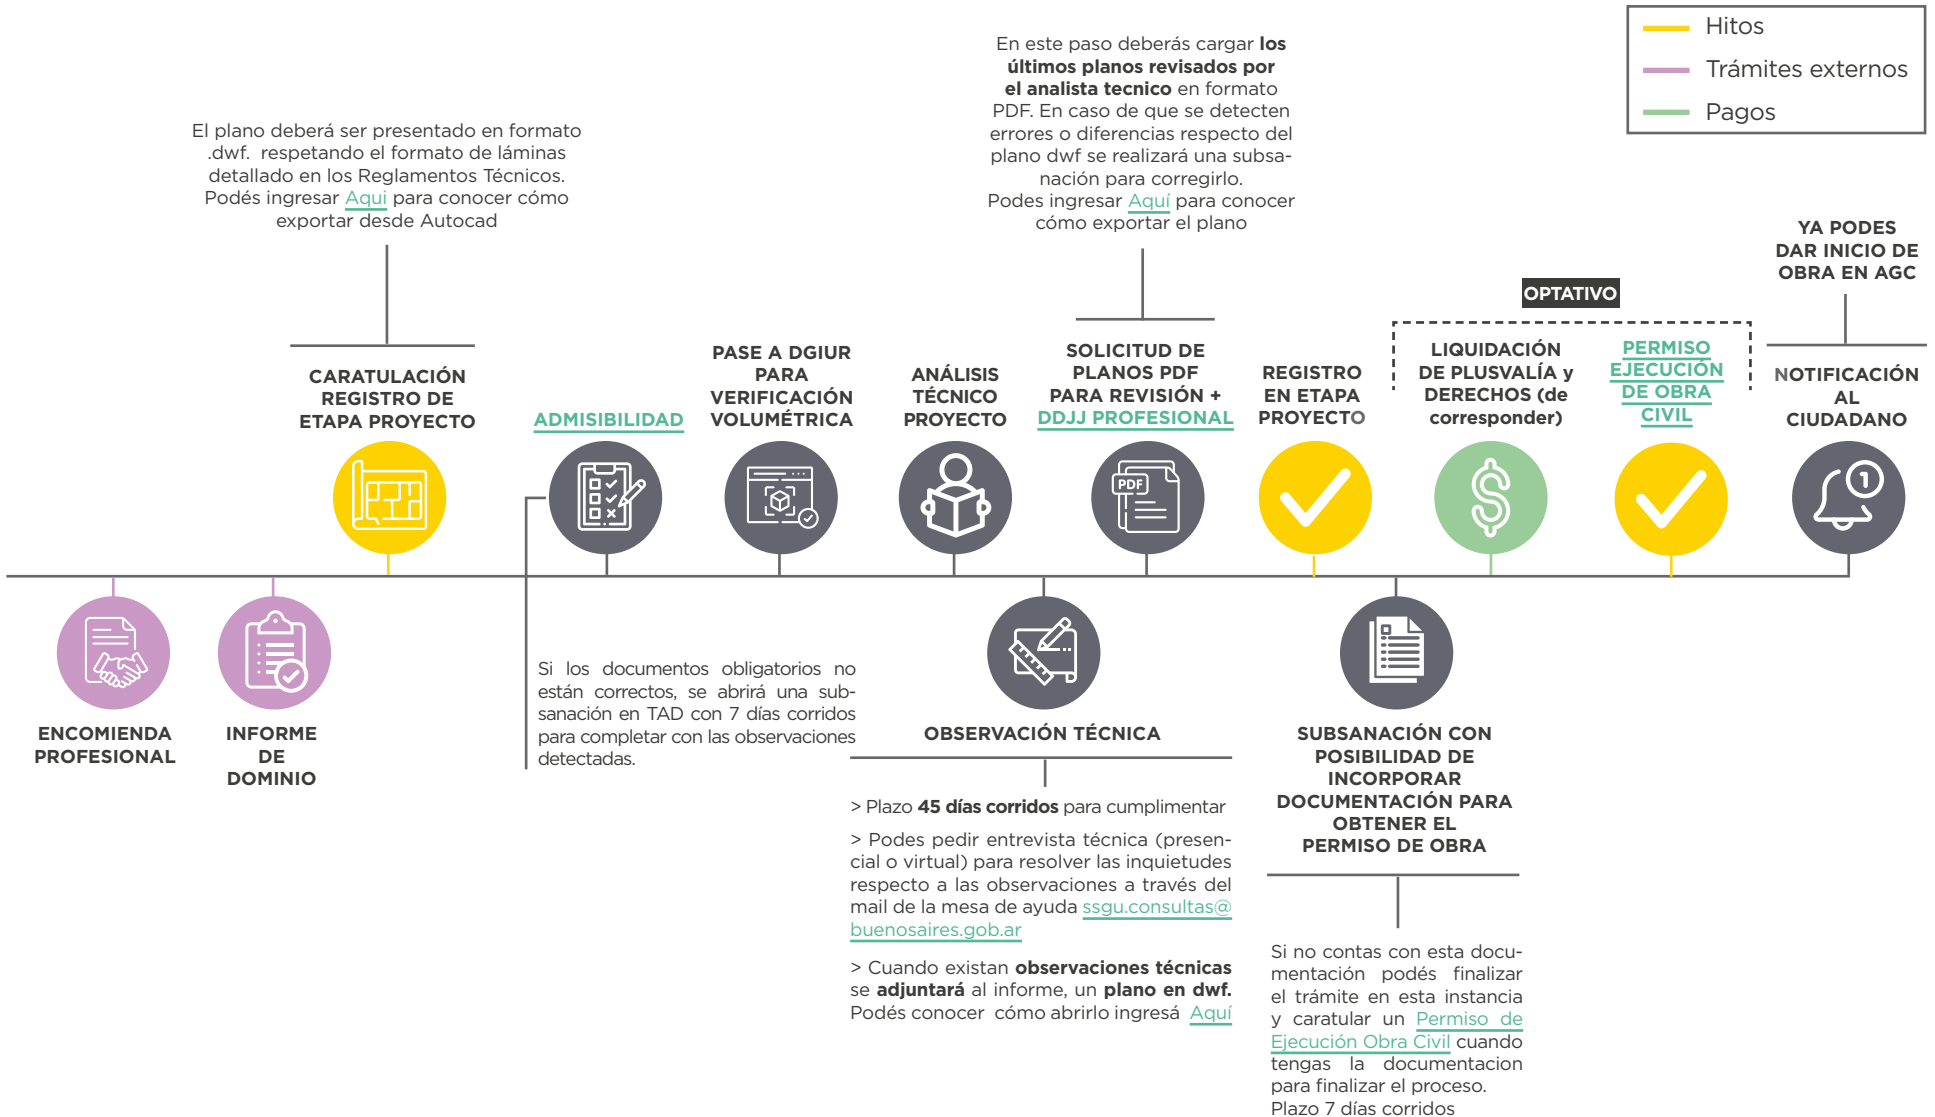 Hitos
Trámites externos
Pagos
El plano deberá ser presentado en formato
.dwf. respetando el formato de láminas
detallado en los Reglamentos Técnicos.
Podés ingresar Aqui para conocer cómo
exportar desde Autocad
En este paso deberás cargar los
últimos planos revisados por
el analista tecnico en formato
PDF. En caso de que se detecten
errores o diferencias respecto del
plano dwf se realizará una subsa-
nación para corregirlo.
Podes ingresar Aquí para conocer
cómo exportar el plano
YA PODES
DAR INICIO DE
OBRA EN AGC
OPTATIVO
CARATULACIÓN
REGISTRO DE
ETAPA PROYECTO
ADMISIBILIDAD
PASE A DGIUR
PARA
VERIFICACIÓN
VOLUMÉTRICA
ANÁLISIS
TÉCNICO
PROYECTO
SOLICITUD DE
PLANOS PDF
PARA REVISIÓN +
DDJJ PROFESIONAL
REGISTRO
EN ETAPA
PROYECTO
LIQUIDACIÓN
DE PLUSVALÍA y
DERECHOS (de
corresponder)
PERMISO
EJECUCIÓN
DE OBRA
CIVIL
NOTIFICACIÓN
AL
CIUDADANO
PDF
1
ENCOMIENDA
PROFESIONAL
INFORME
DE
DOMINIO
Si los documentos obligatorios no
están correctos, se abrirá una sub-
sanación en TAD con 7 días corridos
para completar con las observaciones
detectadas.
OBSERVACIÓN TÉCNICA
> Plazo 45 días corridos para cumplimentar
> Podes pedir entrevista técnica (presen-
cial o virtual) para resolver las inquietudes
respecto a las observaciones a través del
mail de la mesa de ayuda ssgu.consultas@
buenosaires.gob.ar
> Cuando existan observaciones técnicas
se adjuntará al informe, un plano en dwf.
Podés conocer cómo abrirlo ingresá Aquí
SUBSANACIÓN CON
POSIBILIDAD DE
INCORPORAR
DOCUMENTACIÓN PARA
OBTENER EL
PERMISO DE OBRA
Si no contas con esta docu-
mentación podés finalizar
el trámite en esta instancia
y caratular un Permiso de
Ejecución Obra Civil cuando
tengas la documentacion
para finalizar el proceso.
Plazo 7 días corridos